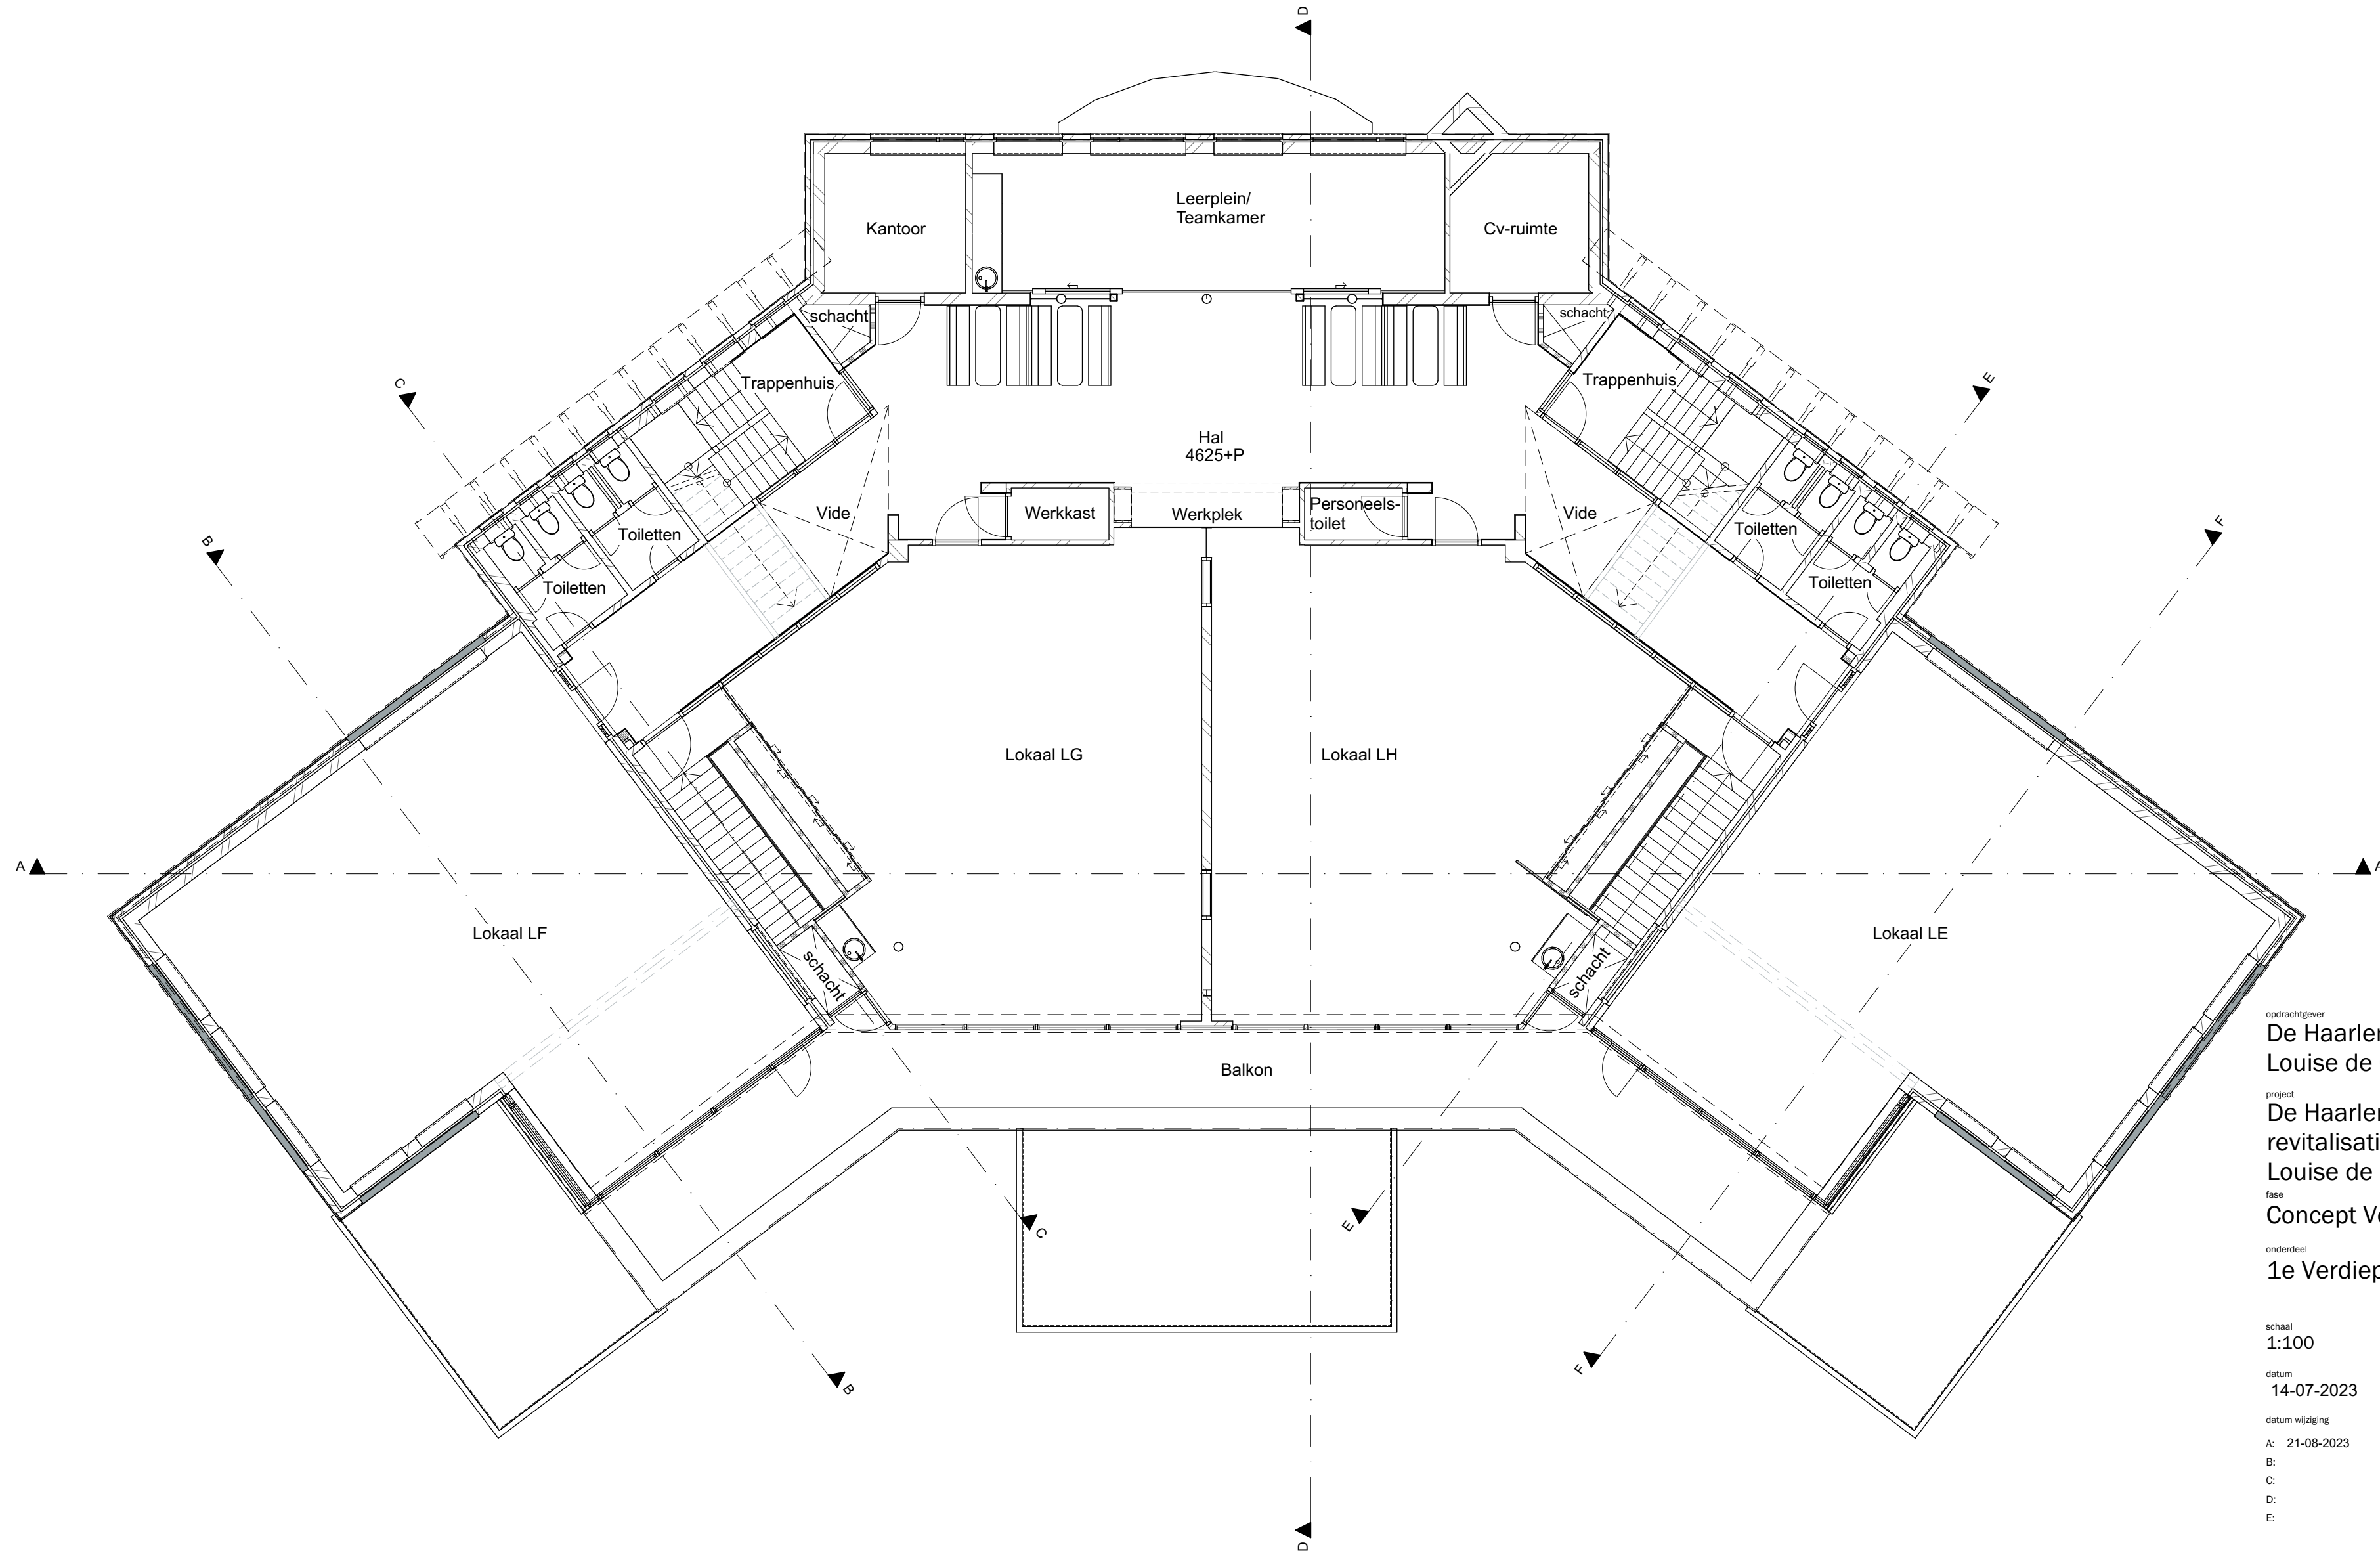 D
Leerplein/
Teamkamer
Kantoor
Cv-ruimte
schacht
schacht
Trappenhuis
Trappenhuis
C
E
Hal
4625+P
Vide
Werkkast
Werkplek
Personeels-
toilet
Vide
Toiletten
Toiletten
B
F
Toiletten
Toiletten
Lokaal LG
Lokaal LH
A
A
Lokaal LF
Lokaal LE
schacht
schacht
Balkon
C
E
B
F
D
opdrachtgever
De Haarle
Louise de
project
De Haarle
revitalisati
Louise de
fase
Concept V
onderdeel
1e Verdiep
schaal
1:100
datum
14-07-2023
datum wijziging
A: 21-08-2023
B:
C:
D:
E: